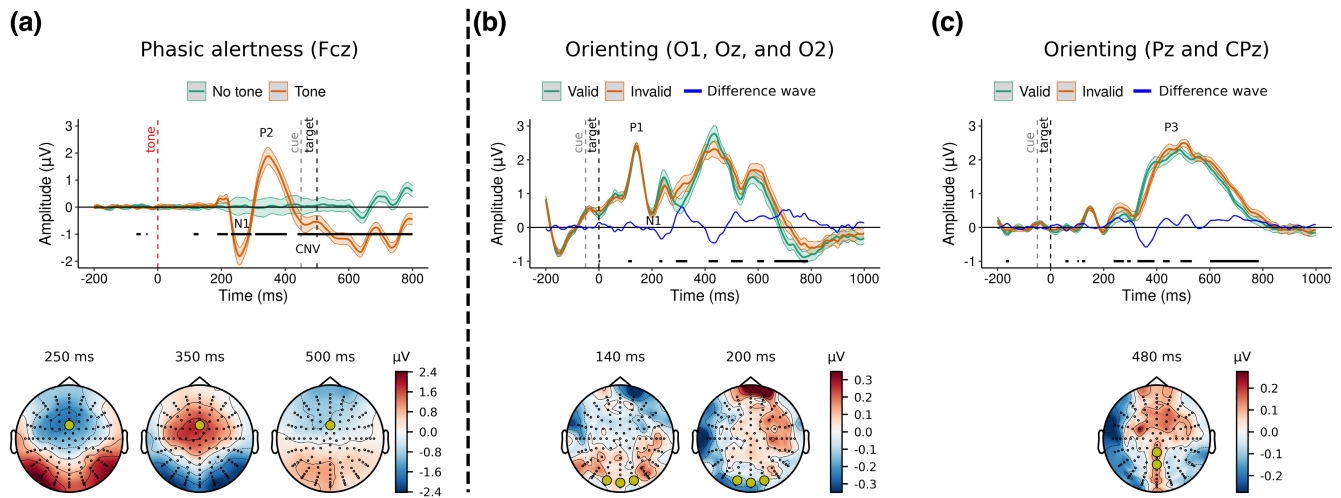 (a)
Phasic alertness (Fcz)
No tone
Tone
Amplitude (µV)
3
2
1
0
-1
-2
tone
P2
cue
target
N1
CNV
-200
0
200
400
600
800
Time (ms)
250 ms
350 ms
500 ms
µV
2.4
1.6
0.8
0.0
-0.8
-1.6
-2.4
(b)
Orienting (O1, Oz, and O2)
Valid
Invalid
Difference wave
Amplitude (µV)
3
2
1
0
-1
cue
target
P1
N1
-200
0
200
400
600
800
1000
Time (ms)
140 ms
200 ms
µV
0.3
0.2
0.1
0.0
-0.1
-0.2
-0.3
(c)
Orienting (Pz and CPz)
Valid
Invalid
Difference wave
Amplitude (µV)
3
2
1
0
-1
cue
target
P3
-200
0
200
400
600
800
1000
Time (ms)
480 ms
µV
0.2
0.1
0.0
-0.1
-0.2